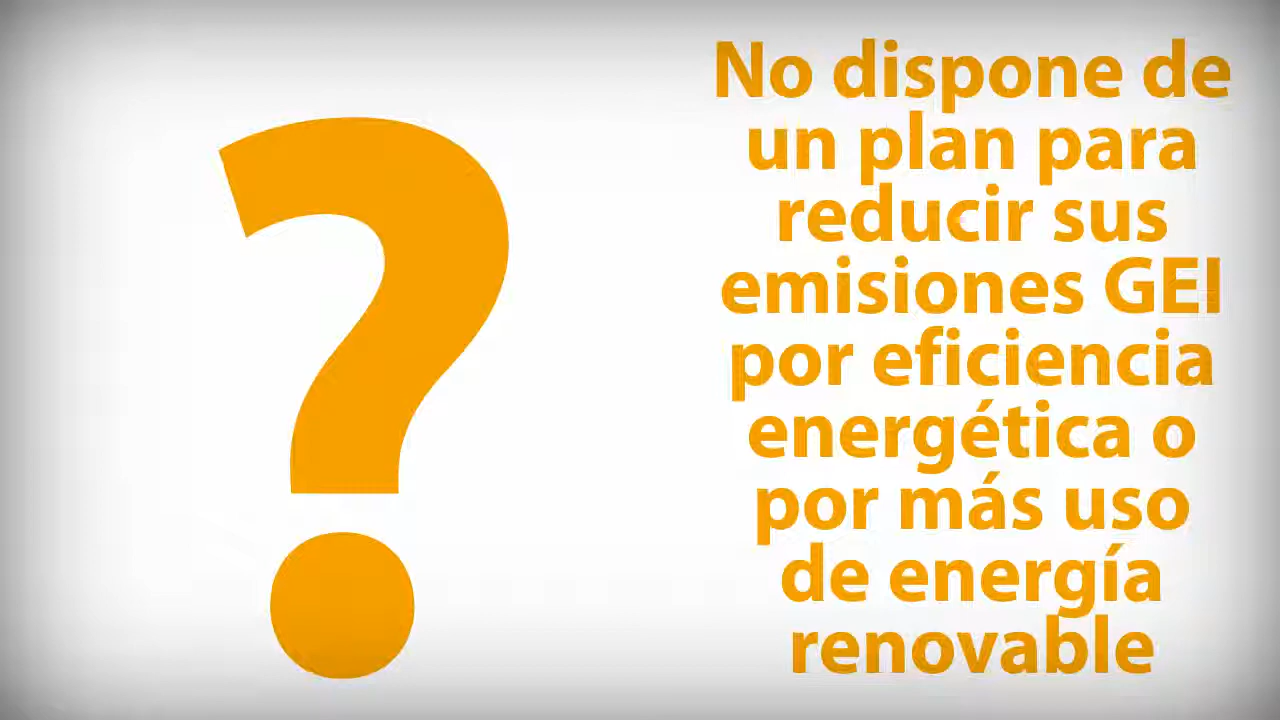 ?
No dispone de
un plan para
reducir sus
emisiones GEI
por eficiencia
energética o
por más uso
de energía
renovable